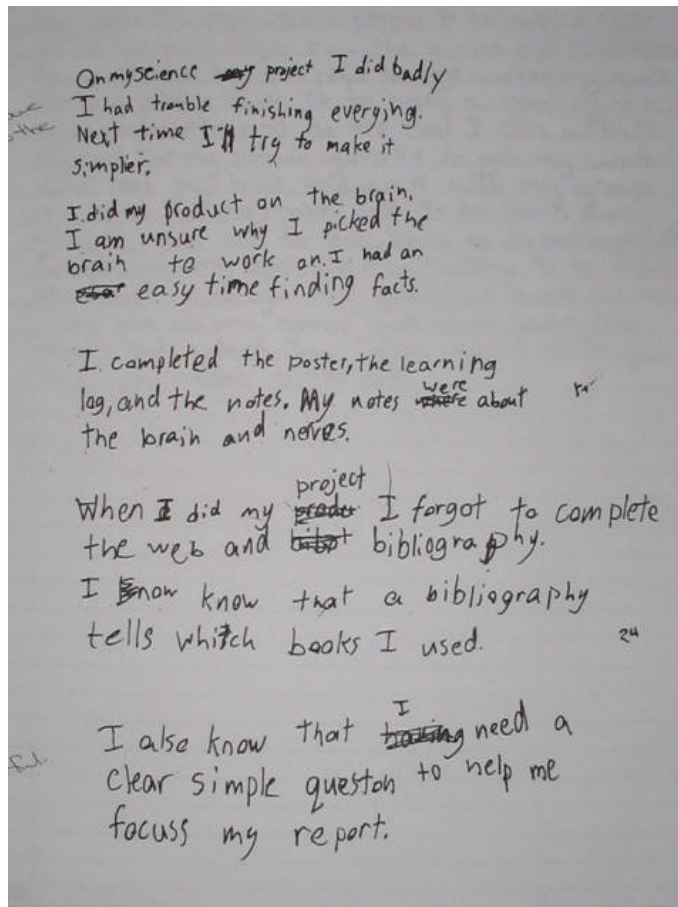 On my science project I did badly
I had trouble finishing everying.
Next time I'll try to make it
simplier.
I did my product on the brain.
I am unsure why I picked the
brain to work on. I had an
easy time finding facts.
I completed the poster, the learning
log, and the notes. My notes were about
the brain and nerves.
project
When I did my I forgot to complete
the web and bibliography.
I know know that a bibliography
tells which books I used.
24
I
I also know that need a
clear simple queston to help me
focuss my report.